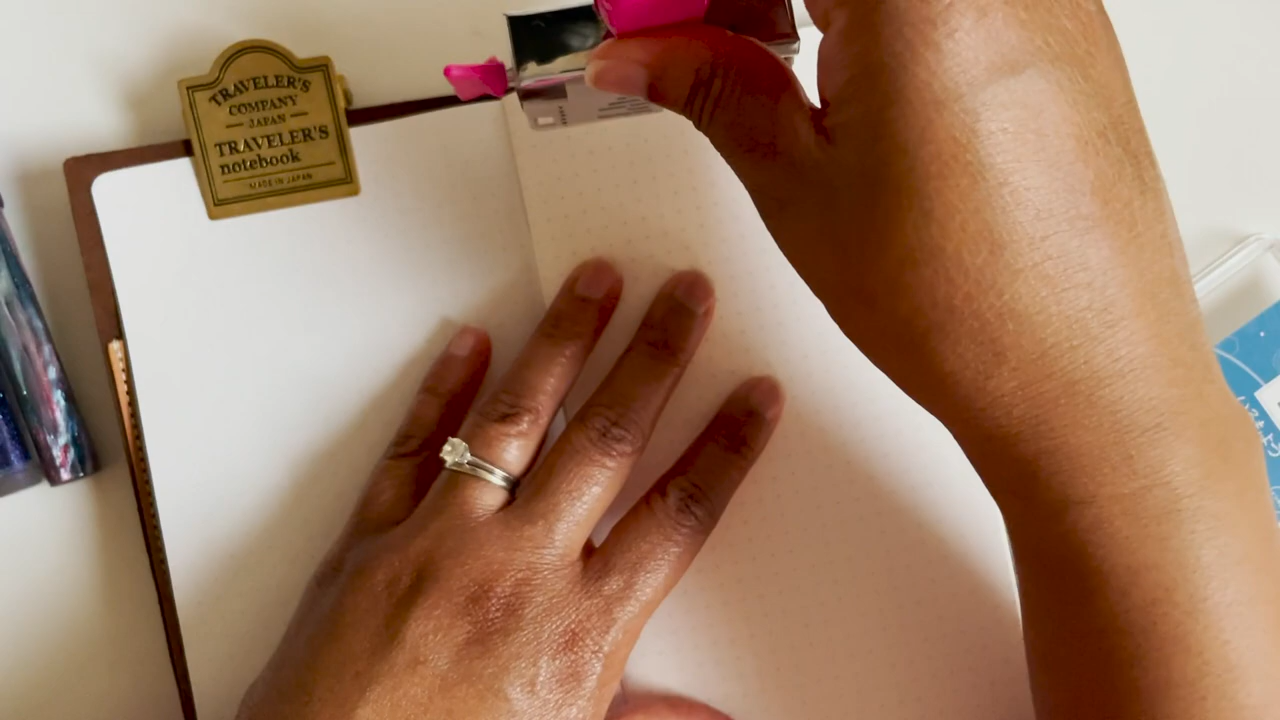 TRAVELER'S
COMPANY
JAPAN
TRAVELER'S
notebook
MADE IN JAPAN